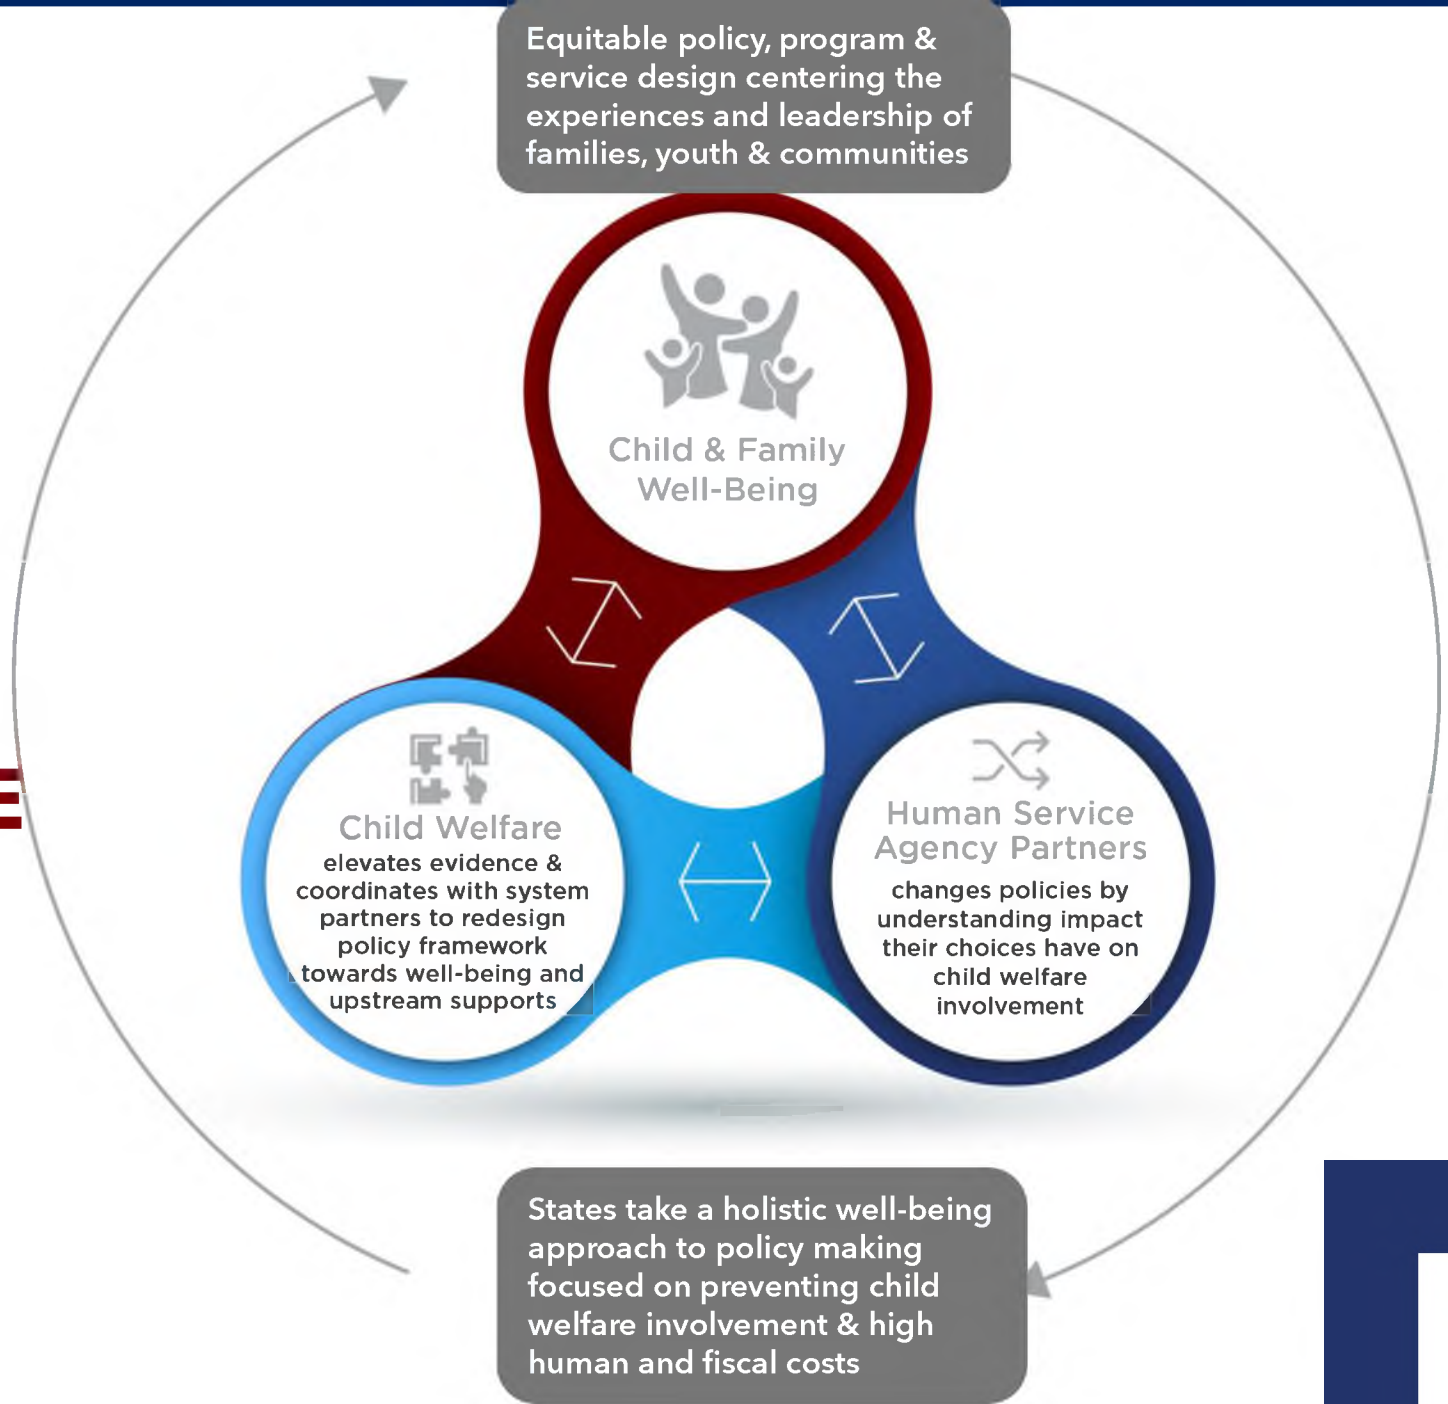 Equitable policy, program &
service design centering the
experiences and leadership of
families, youth & communities
Child & Family
Well-Being
Child Welfare
elevates evidence &
coordinates with system
partners to redesign
policy framework
towards well-being and
upstream supports
Human Service
Agency Partners
changes policies by
understanding impact
their choices have on
child welfare
involvement
States take a holistic well-being
approach to policy making
focused on preventing child
welfare involvement & high
human and fiscal costs